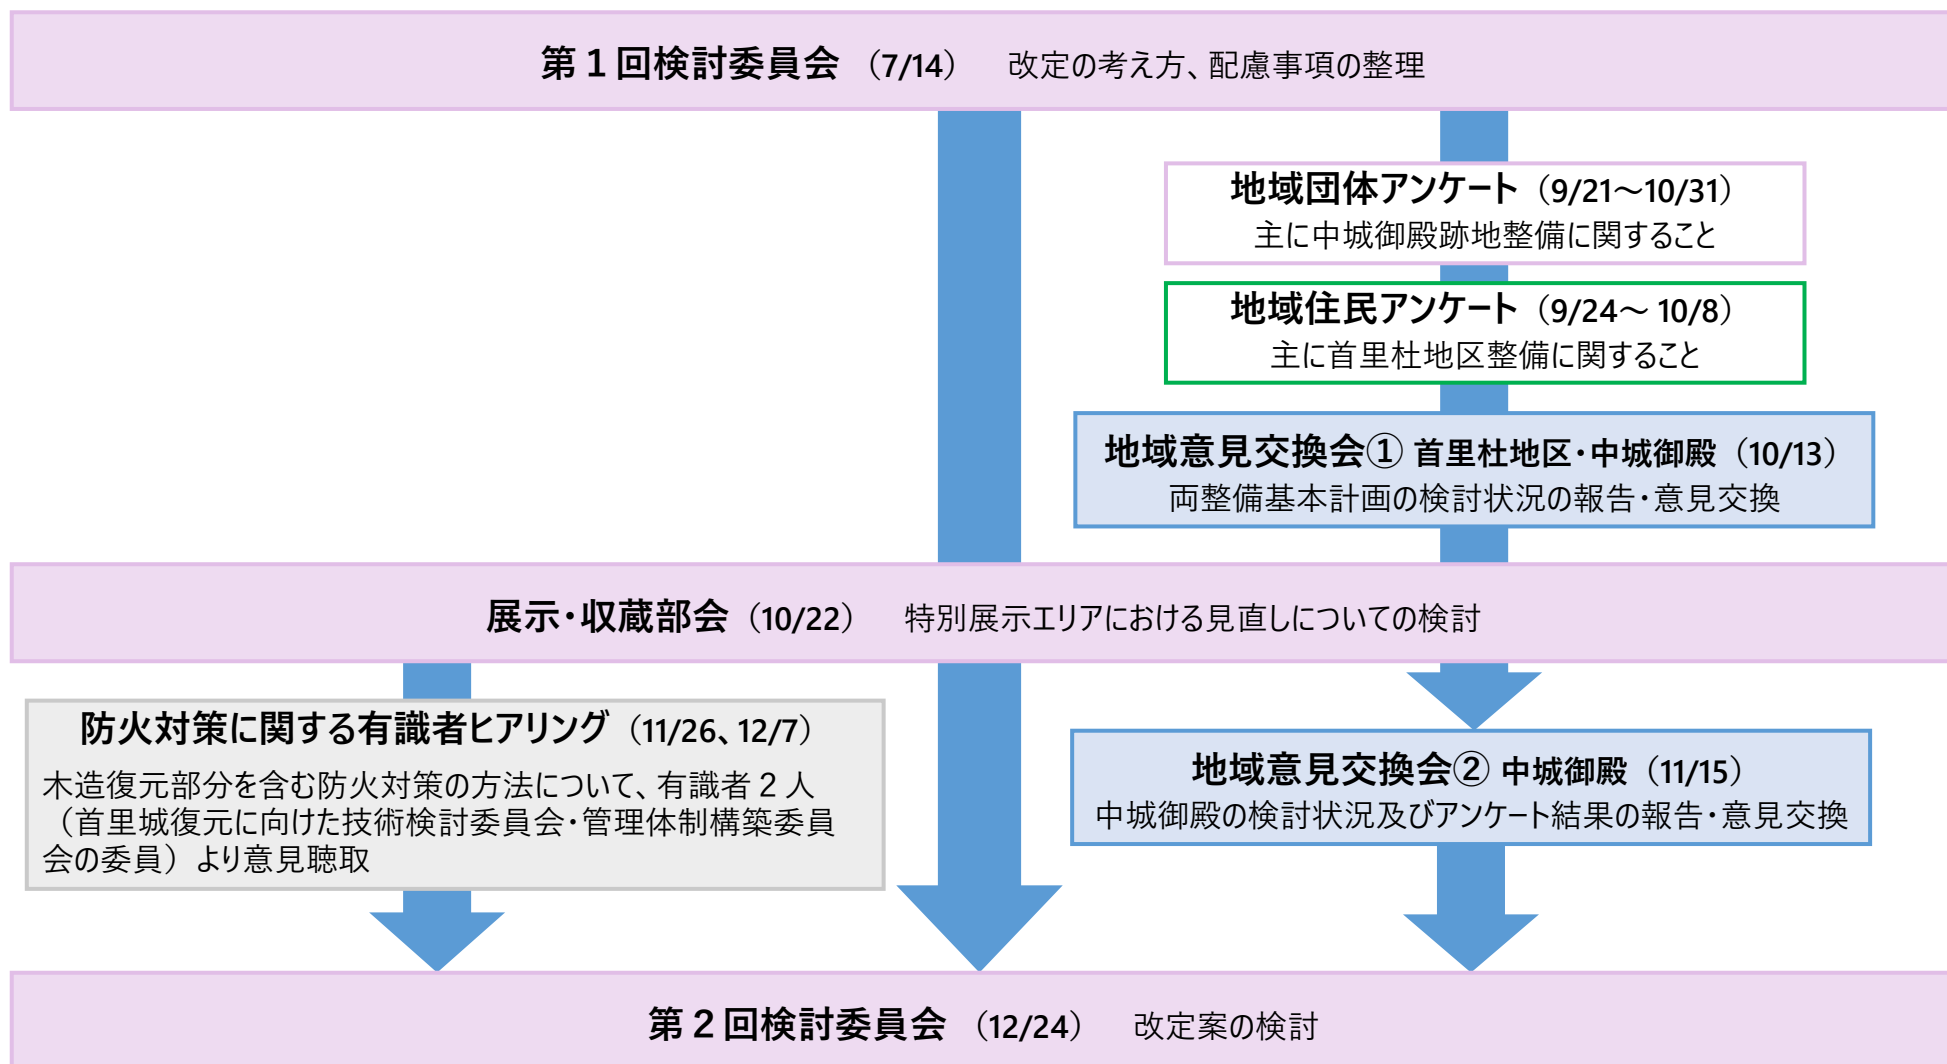 第１回検討委員会 （7/14） 改定の考え方、配慮事項の整理
地域団体アンケート（9/21～10/31）
主に中城御殿跡地整備に関すること
地域住民アンケート（9/24～ 10/8）
主に首里杜地区整備に関すること
地域意見交換会① 首里杜地区・中城御殿（10/13）
両整備基本計画の検討状況の報告・意見交換
展示・収蔵部会（10/22） 特別展示エリアにおける見直しについての検討
防火対策に関する有識者ヒアリング（11/26、12/7）
木造復元部分を含む防火対策の方法について、有識者２人
（首里城復元に向けた技術検討委員会・管理体制構築委員
会の委員）より意見聴取
地域意見交換会② 中城御殿（11/15）
中城御殿の検討状況及びアンケート結果の報告・意見交換
第２回検討委員会 （12/24） 改定案の検討